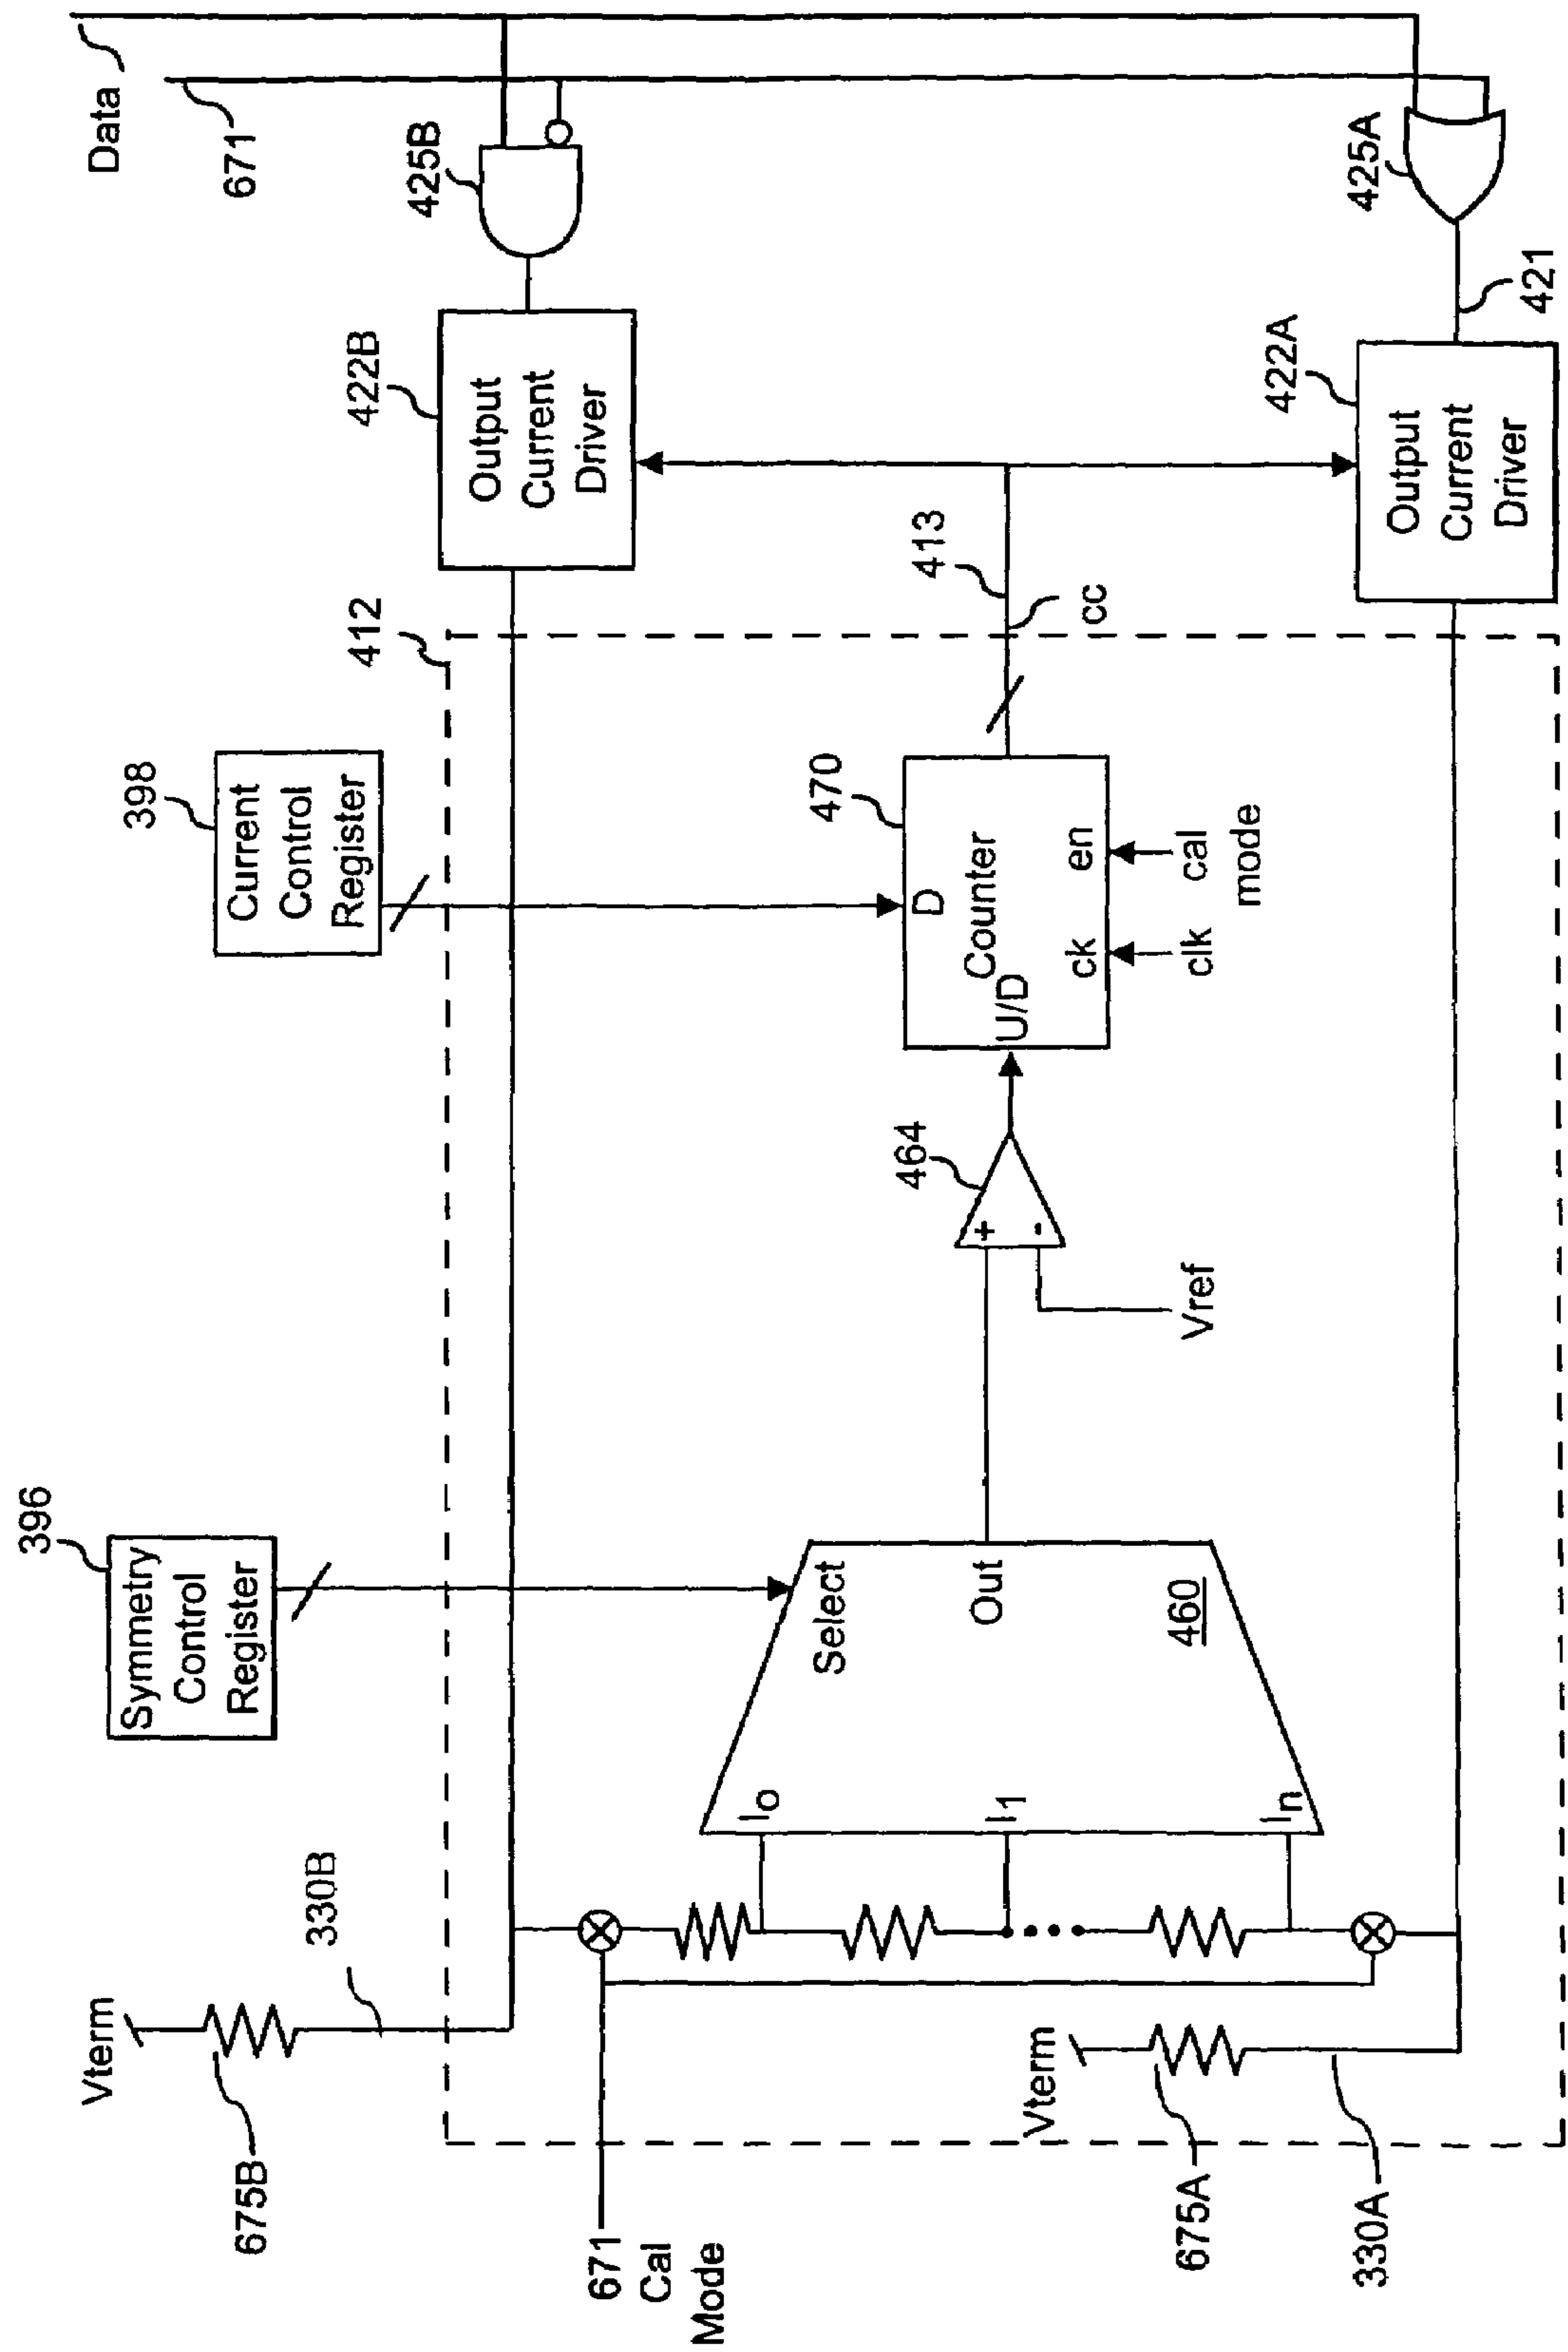 Vterm
675B
330B
671
Cal
Mode
Vterm
675A
330A
396
Symmetry
Control
Register
398
Current
Control
Register
412
I0
I1
In
Select
Out
460
464
+
-
Vref
470
D
Counter
U/D
ck
en
clk
cal
mode
413
cc
422B
Output
Current
Driver
422A
Output
Current
Driver
421
425B
425A
Data
671